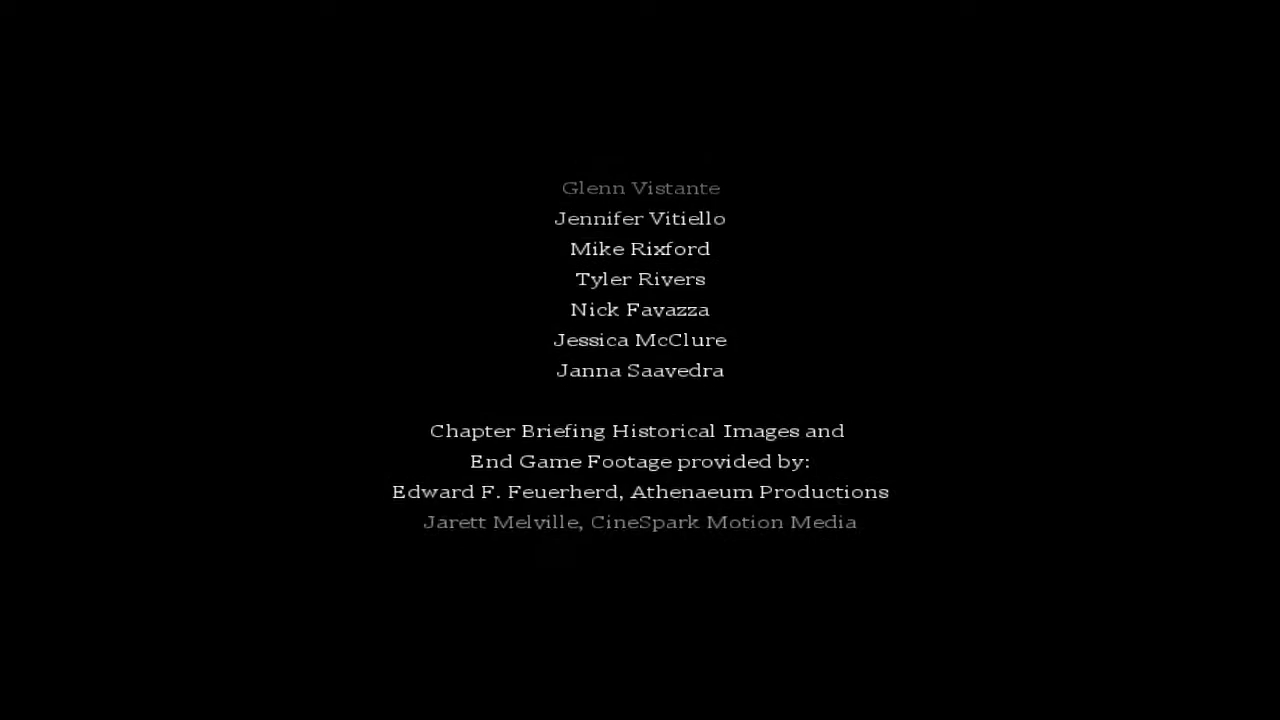 Glenn Vistante
Jennifer Vitiello
Mike Rixford
Tyler Rivers
Nick Favazza
Jessica McClure
Janna Saavedra
Chapter Briefing Historical Images and
End Game Footage provided by:
Edward F. Feuerherd, Athenaeum Productions
Jarett Melville, CineSpark Motion Media